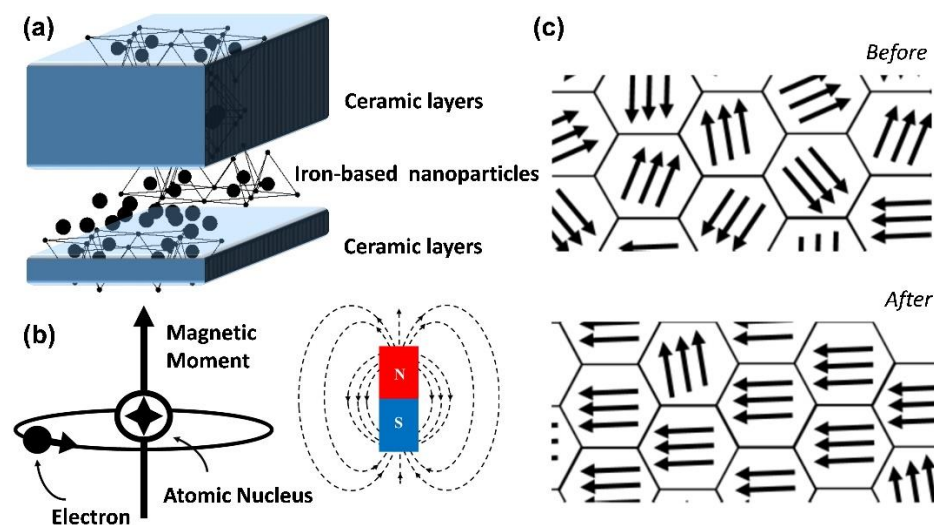 (a)
Ceramic layers
Iron-based nanoparticles
Ceramic layers
(b)
Magnetic
Moment
Atomic Nucleus
Electron
N
S
(c)
Before
After